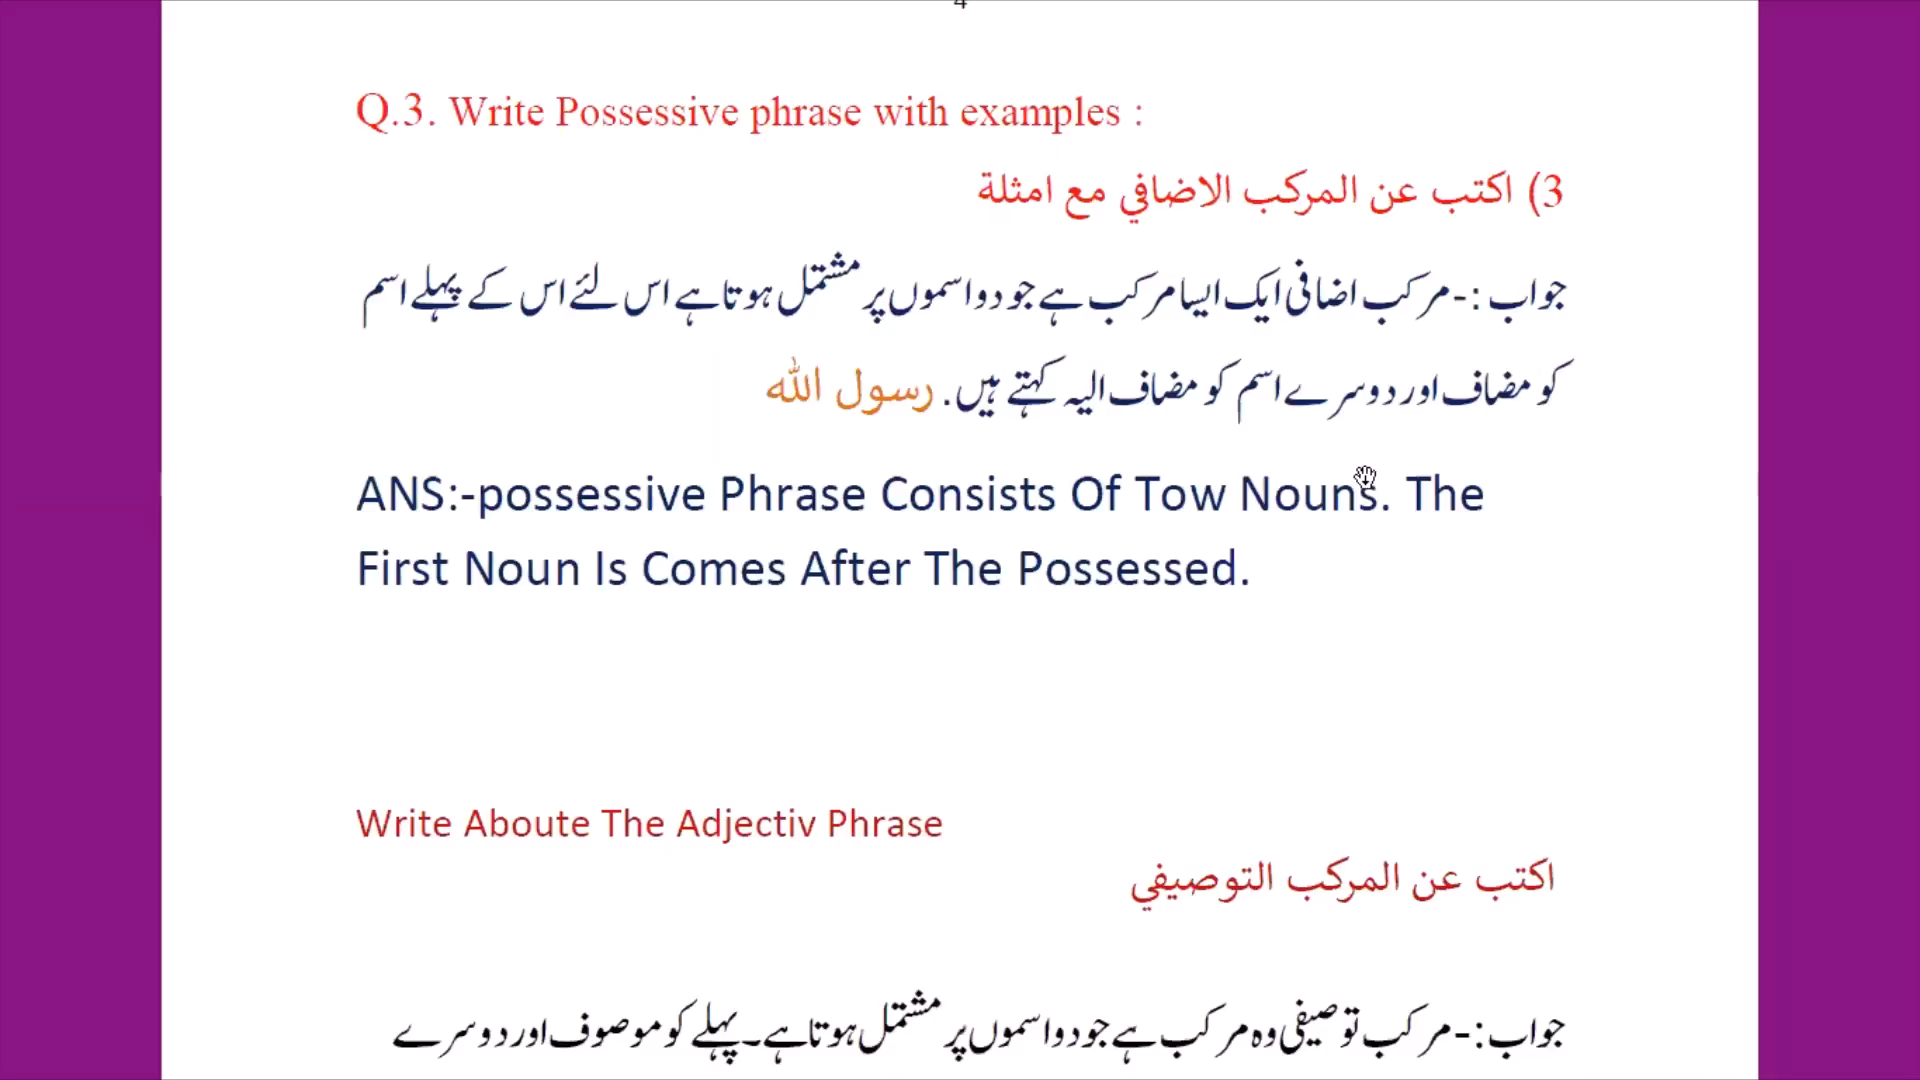 4
Q.3. Write Possessive phrase with examples :
3) اكتب عن المركب الاضافي مع امثلة
جواب :- مرکب اضافی ایک ایسا مرکب ہے جو دو اسموں پر مشتمل ہوتا ہے اس لئے اس کے پہلے اسم
کو مضاف اور دوسرے اسم کو مضاف الیہ کہتے ہیں. رسول الله
ANS:-possessive Phrase Consists Of Tow Nouns. The
First Noun Is Comes After The Possessed.
Write Aboute The Adjectiv Phrase
اكتب عن المركب التوصيفي
جواب :- مرکب توصیفی وہ مرکب ہے جو دو اسموں پر مشتمل ہوتا ہے۔ پہلے کو موصوف اور دوسرے